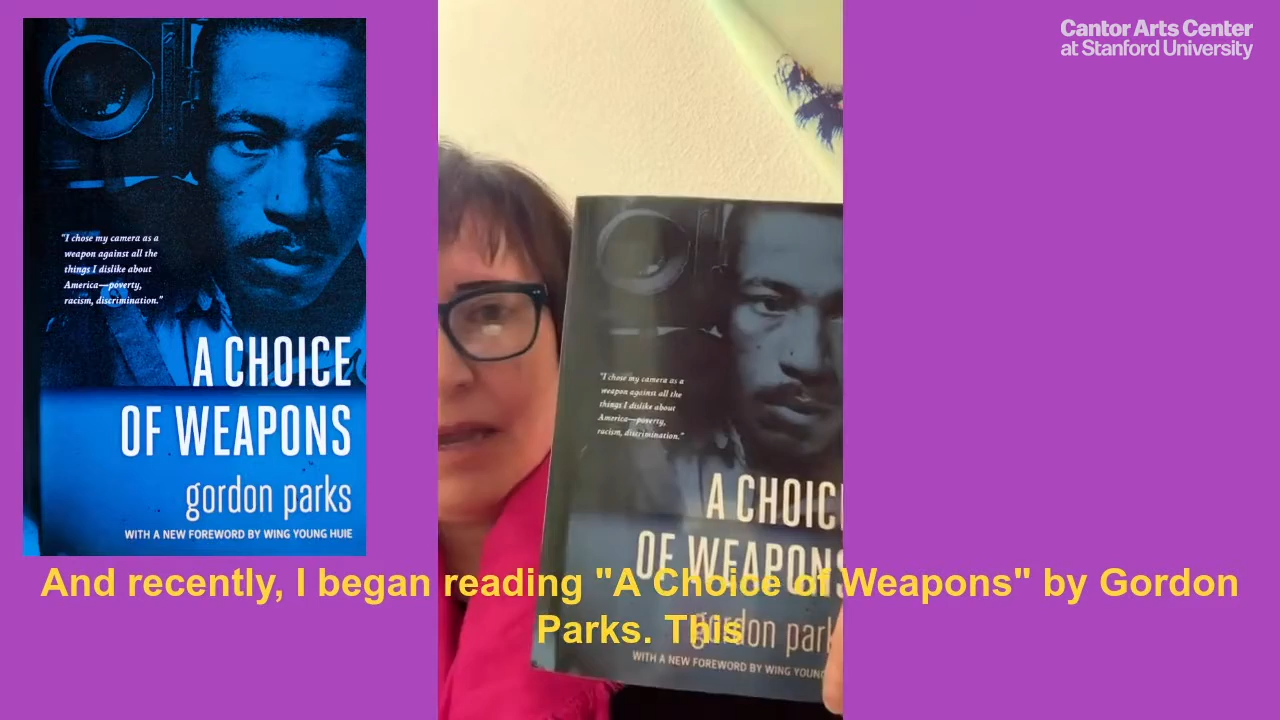 Cantor Arts Center
at Stanford University
"I chose my camera as a
weapon against all the
things I dislike about
America—poverty,
racism, discrimination."
A CHOICE
OF WEAPONS
gordon parks
WITH A NEW FOREWORD BY WING YOUNG HUIE
"I chose my camera as a
weapon against all the
things I dislike about
America—poverty,
racism, discrimination."
A CHOIC
OF WEAPONS
gordon park
WITH A NEW FOREWORD BY WING YOUNG
And recently, I began reading "A Choice of Weapons" by Gordon
Parks. This